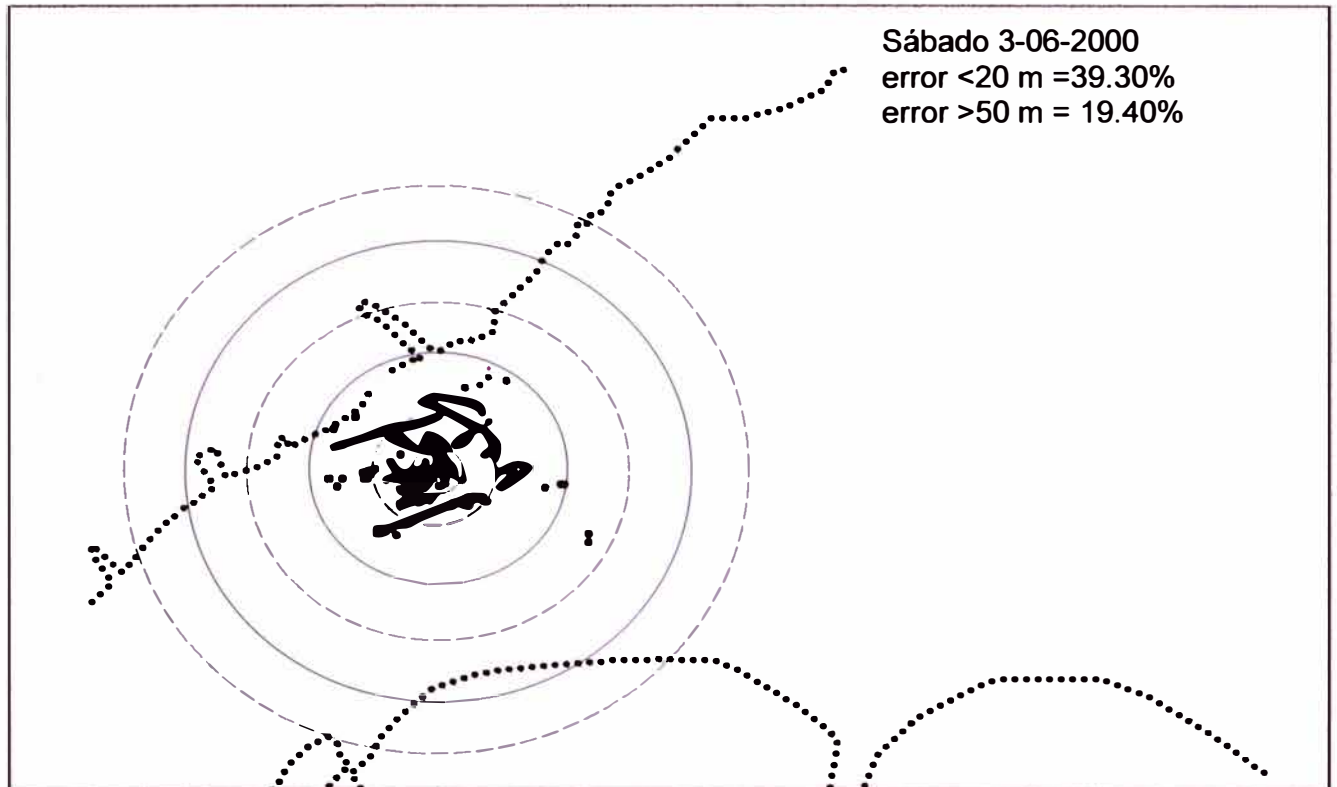 Sábado 3-06-2000
error <20 m =39.30%
error >50 m = 19.40%